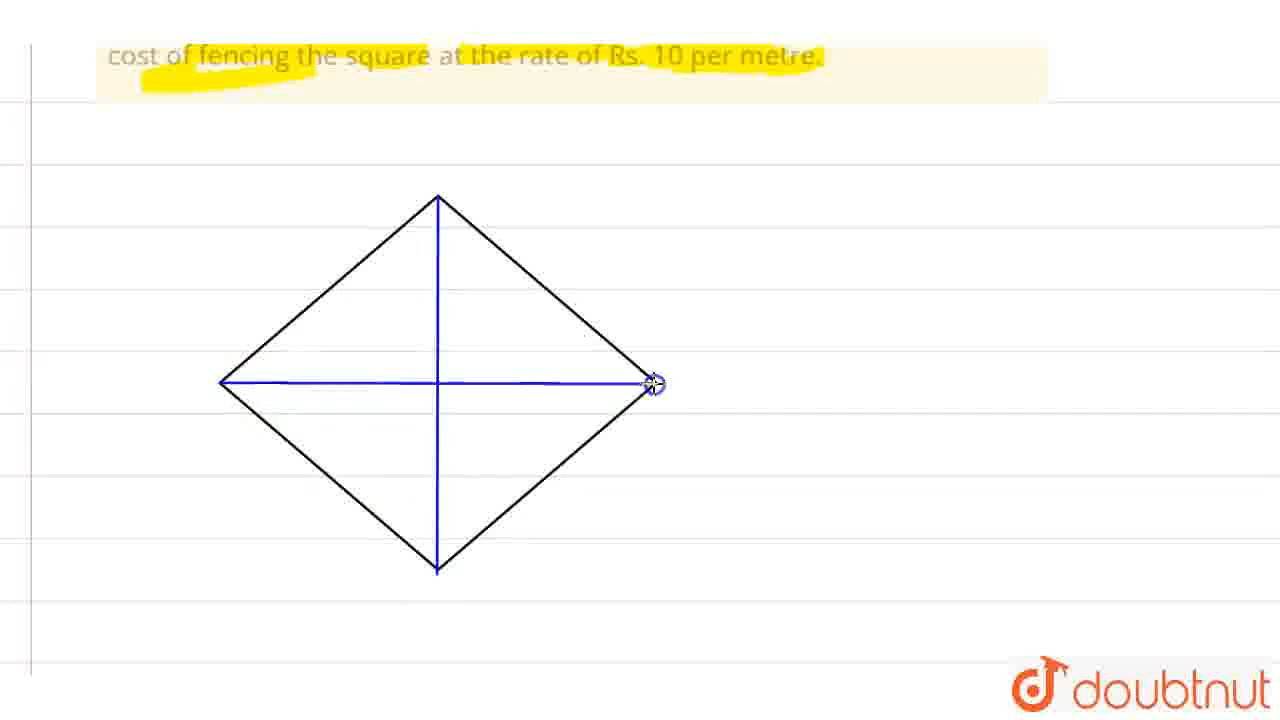 cost of fencing the square at the rate of Rs. 10 per metre.
doubtnut